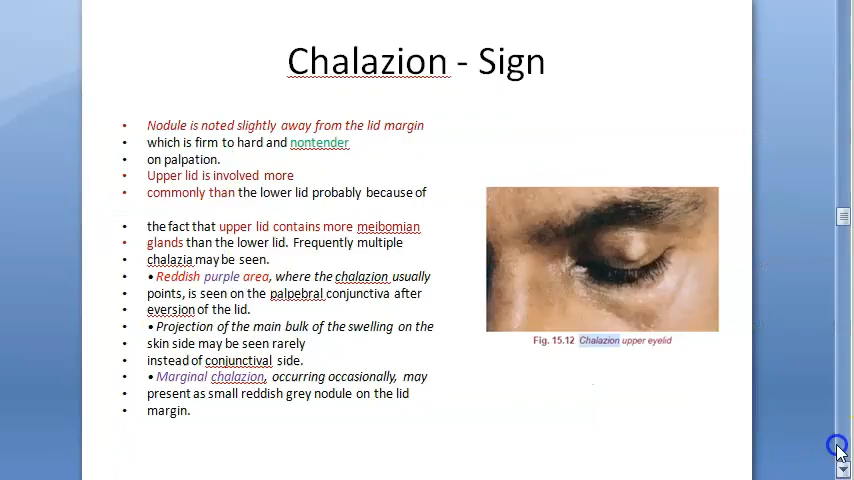 Chalazion - Sign
• Nodule is noted slightly away from the lid margin
• which is firm to hard and nontender
• on palpation.
• Upper lid is involved more
• commonly than the lower lid probably because of
• the fact that upper lid contains more meibomian
• glands than the lower lid. Frequently multiple
• chalazia may be seen.
• • Reddish purple area, where the chalazion usually
• points, is seen on the palpebral conjunctiva after
• eversion of the lid.
• • Projection of the main bulk of the swelling on the
• skin side may be seen rarely
• instead of conjunctival side.
• • Marginal chalazion, occurring occasionally, may
• present as small reddish grey nodule on the lid
• margin.
Fig. 15.12 Chalazion upper eyelid